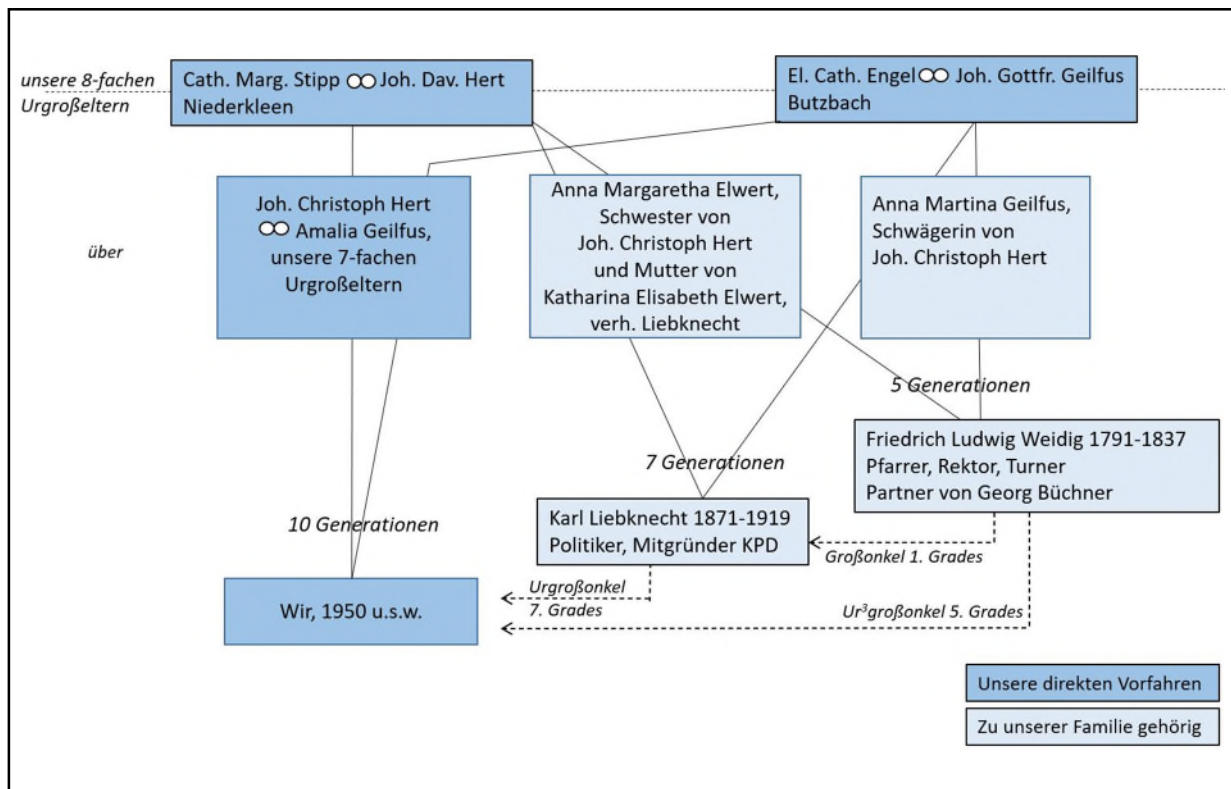 unsere 8-fachen
Urgroßeltern
Cath. Marg. Stipp Joh. Dav. Hert
Niederkleen
El. Cath. Engel Joh. Gottfr. Geilfus
Butzbach
über
Joh. Christoph Hert
Amalia Geilfus,
unsere 7-fachen
Urgroßeltern
Anna Margaretha Elwert,
Schwester von
Joh. Christoph Hert
und Mutter von
Katharina Elisabeth Elwert,
verh. Liebknecht
Anna Martina Geilfus,
Schwägerin von
Joh. Christoph Hert
5 Generationen
7 Generationen
10 Generationen
Friedrich Ludwig Weidig 1791-1837
Pfarrer, Rektor, Turner
Partner von Georg Büchner
Karl Liebknecht 1871-1919
Politiker, Mitgründer KPD
Großonkel 1. Grades
Wir, 1950 u.s.w.
Urgroßonkel
7. Grades
Ur³großonkel 5. Grades
Unsere direkten Vorfahren
Zu unserer Familie gehörig